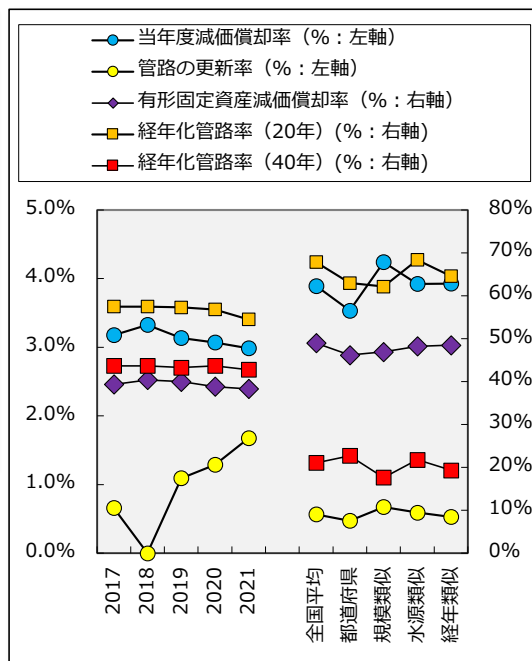 当年度減価償却率（%：左軸）
管路の更新率（%：左軸）
有形固定資産減価償却率（%：右軸）
経年化管路率（20年）(%：右軸)
経年化管路率（40年）(%：右軸)
5.0%
4.0%
3.0%
2.0%
1.0%
0.0%
80%
70%
60%
50%
40%
30%
20%
10%
0%
2017
2018
2019
2020
2021
全国平均
都道府県
規模類似
水源類似
経年類似